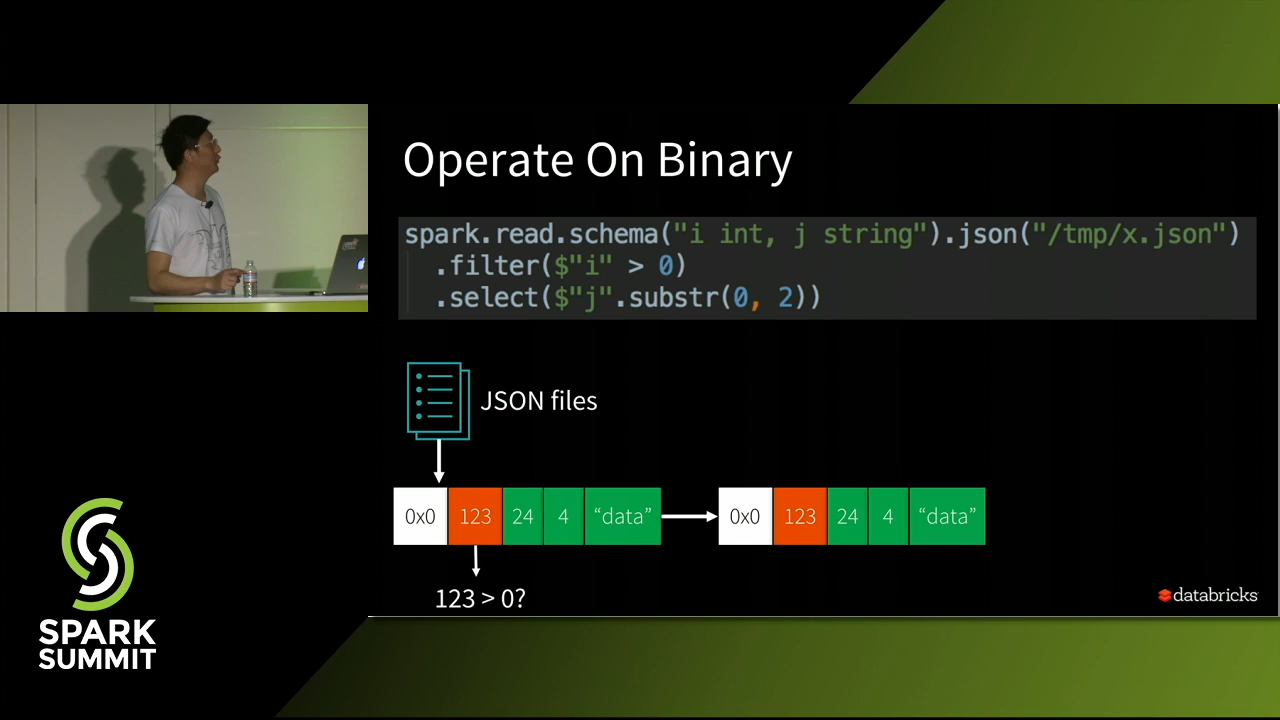 Operate On Binary
spark.read.schema("i int, j string").json("/tmp/x.json")
.filter($"i" > 0)
.select($"j".substr(0, 2))
JSON files
0x0 123 24 4 “data” 0x0 123 24 4 “data”
123 > 0?
databricks
SPARK
SUMMIT